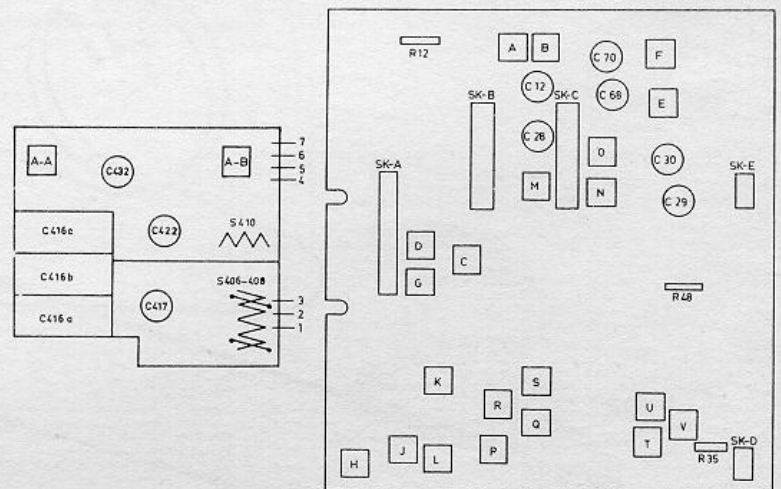 A-A
C432
A-B
7
6
5
4
C416c
C422
S410
C416b
S406-408
C417
3
2
1
C416a
R12
A
B
C70
F
SK-B
C12
SK-C
C68
E
C28
O
C30
SK-E
SK-A
M
N
C29
D
C
G
R48
K
S
R
U
Q
V
T
J
L
P
H
R35
SK-D